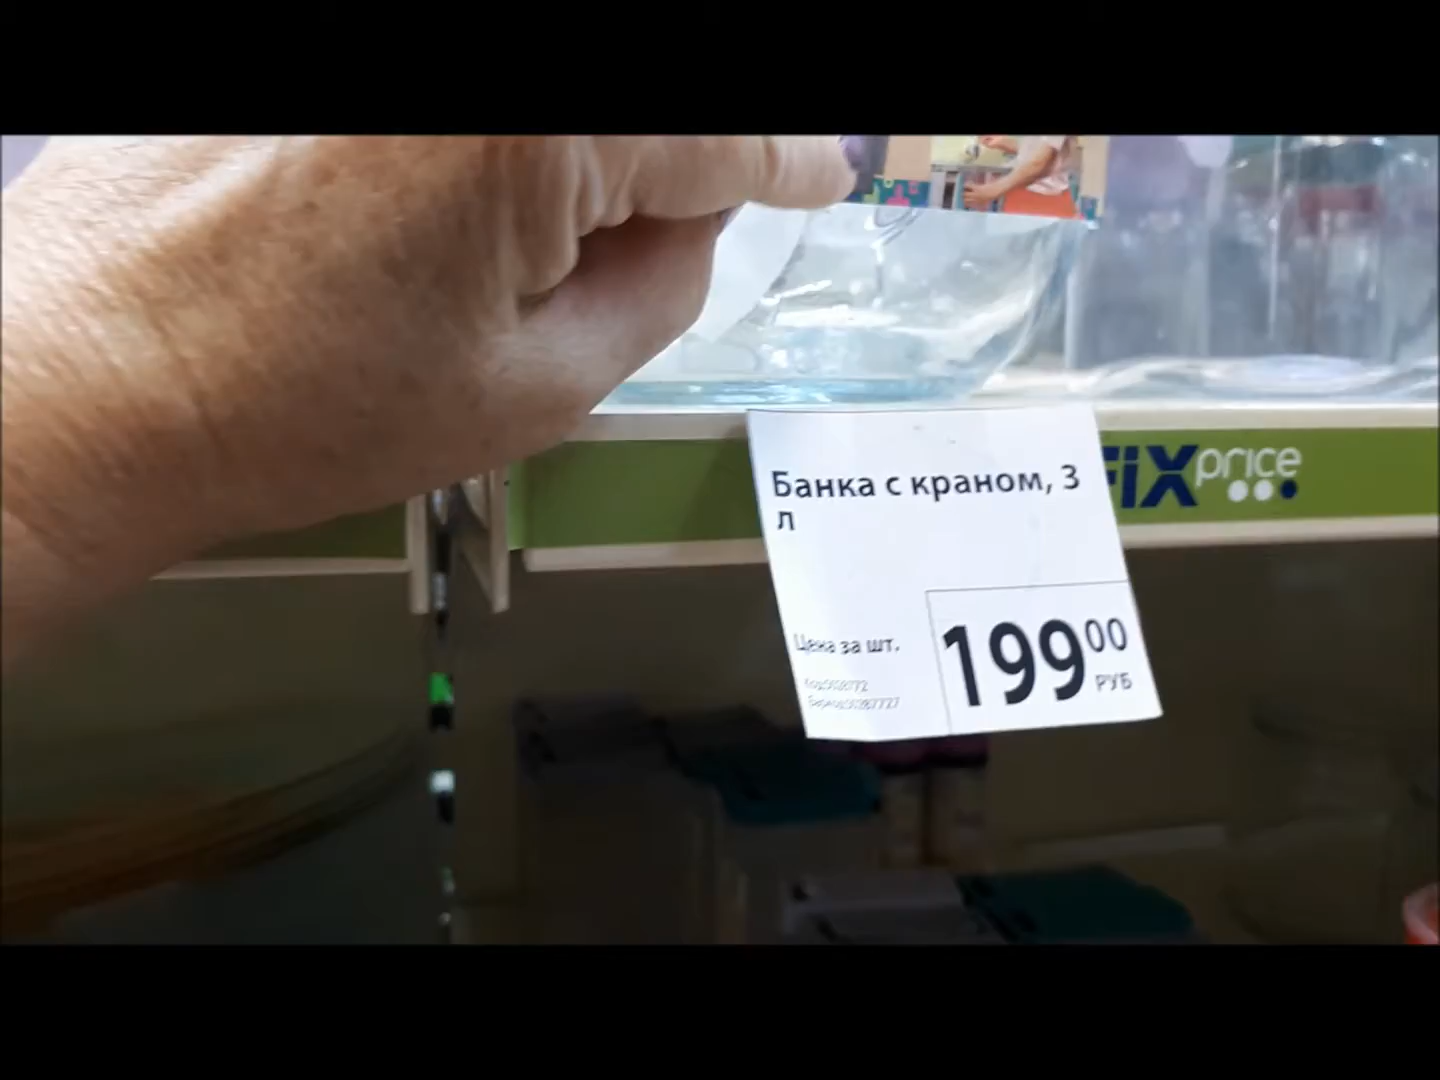 Банка с краном, 3
л
FiX price
Цена за шт.
199 00
РУБ